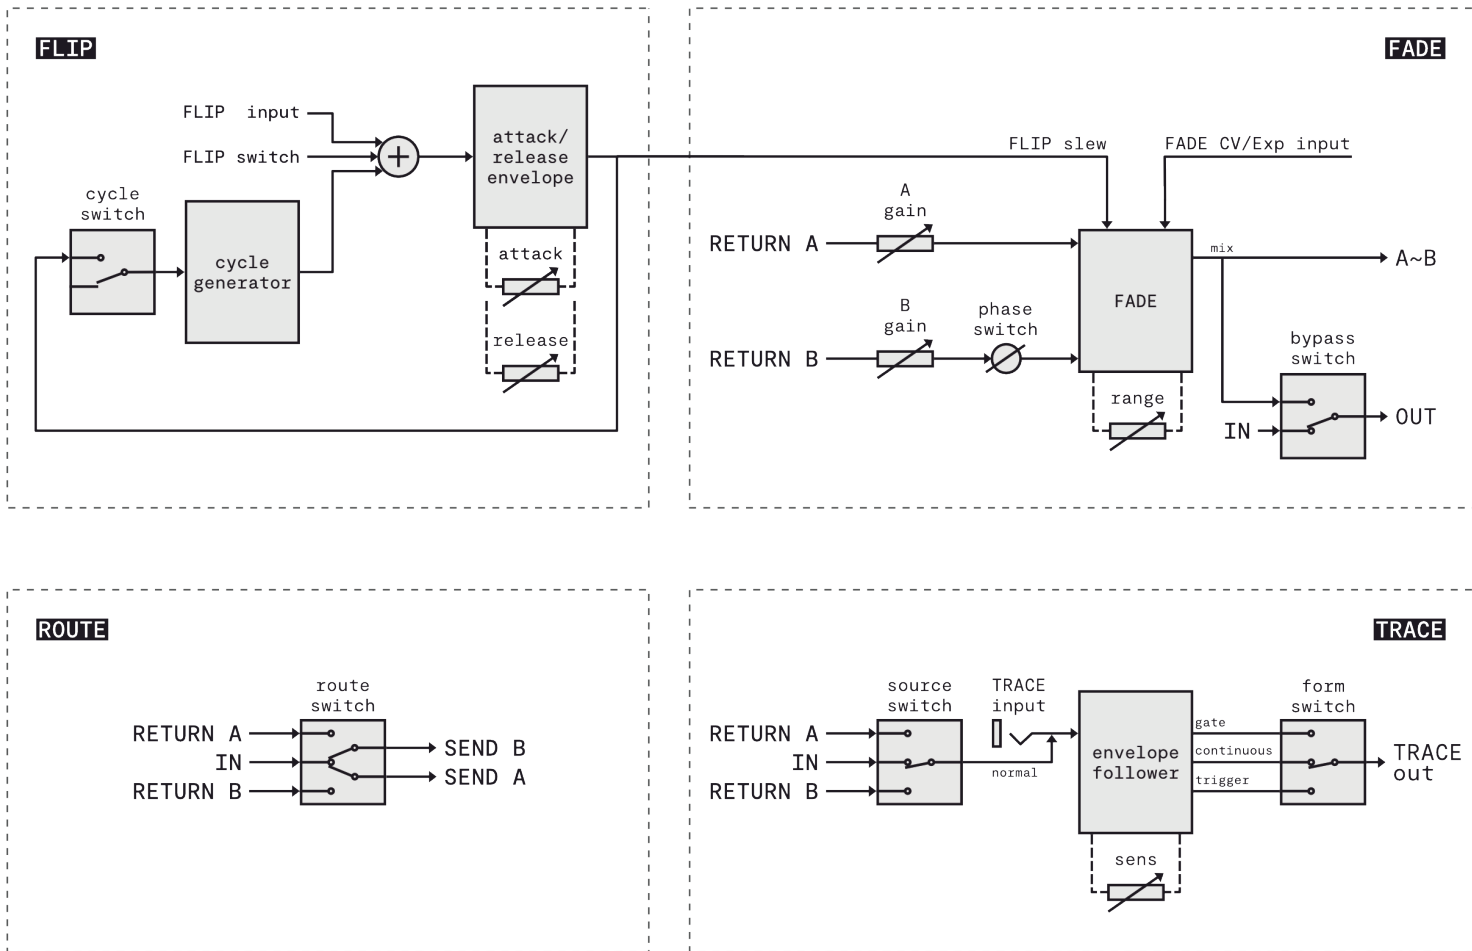 FLIP
FLIP input
FLIP switch
cycle
switch
cycle
generator
attack/
release
envelope
attack
release
FADE
FLIP slew
FADE CV/Exp input
A
gain
RETURN A
B
gain
phase
switch
RETURN B
FADE
range
mix
A~B
bypass
switch
IN
OUT
ROUTE
route
switch
RETURN A
IN
RETURN B
SEND B
SEND A
TRACE
source
switch
RETURN A
IN
RETURN B
TRACE
input
normal
envelope
follower
sens
gate
continuous
trigger
form
switch
TRACE
out